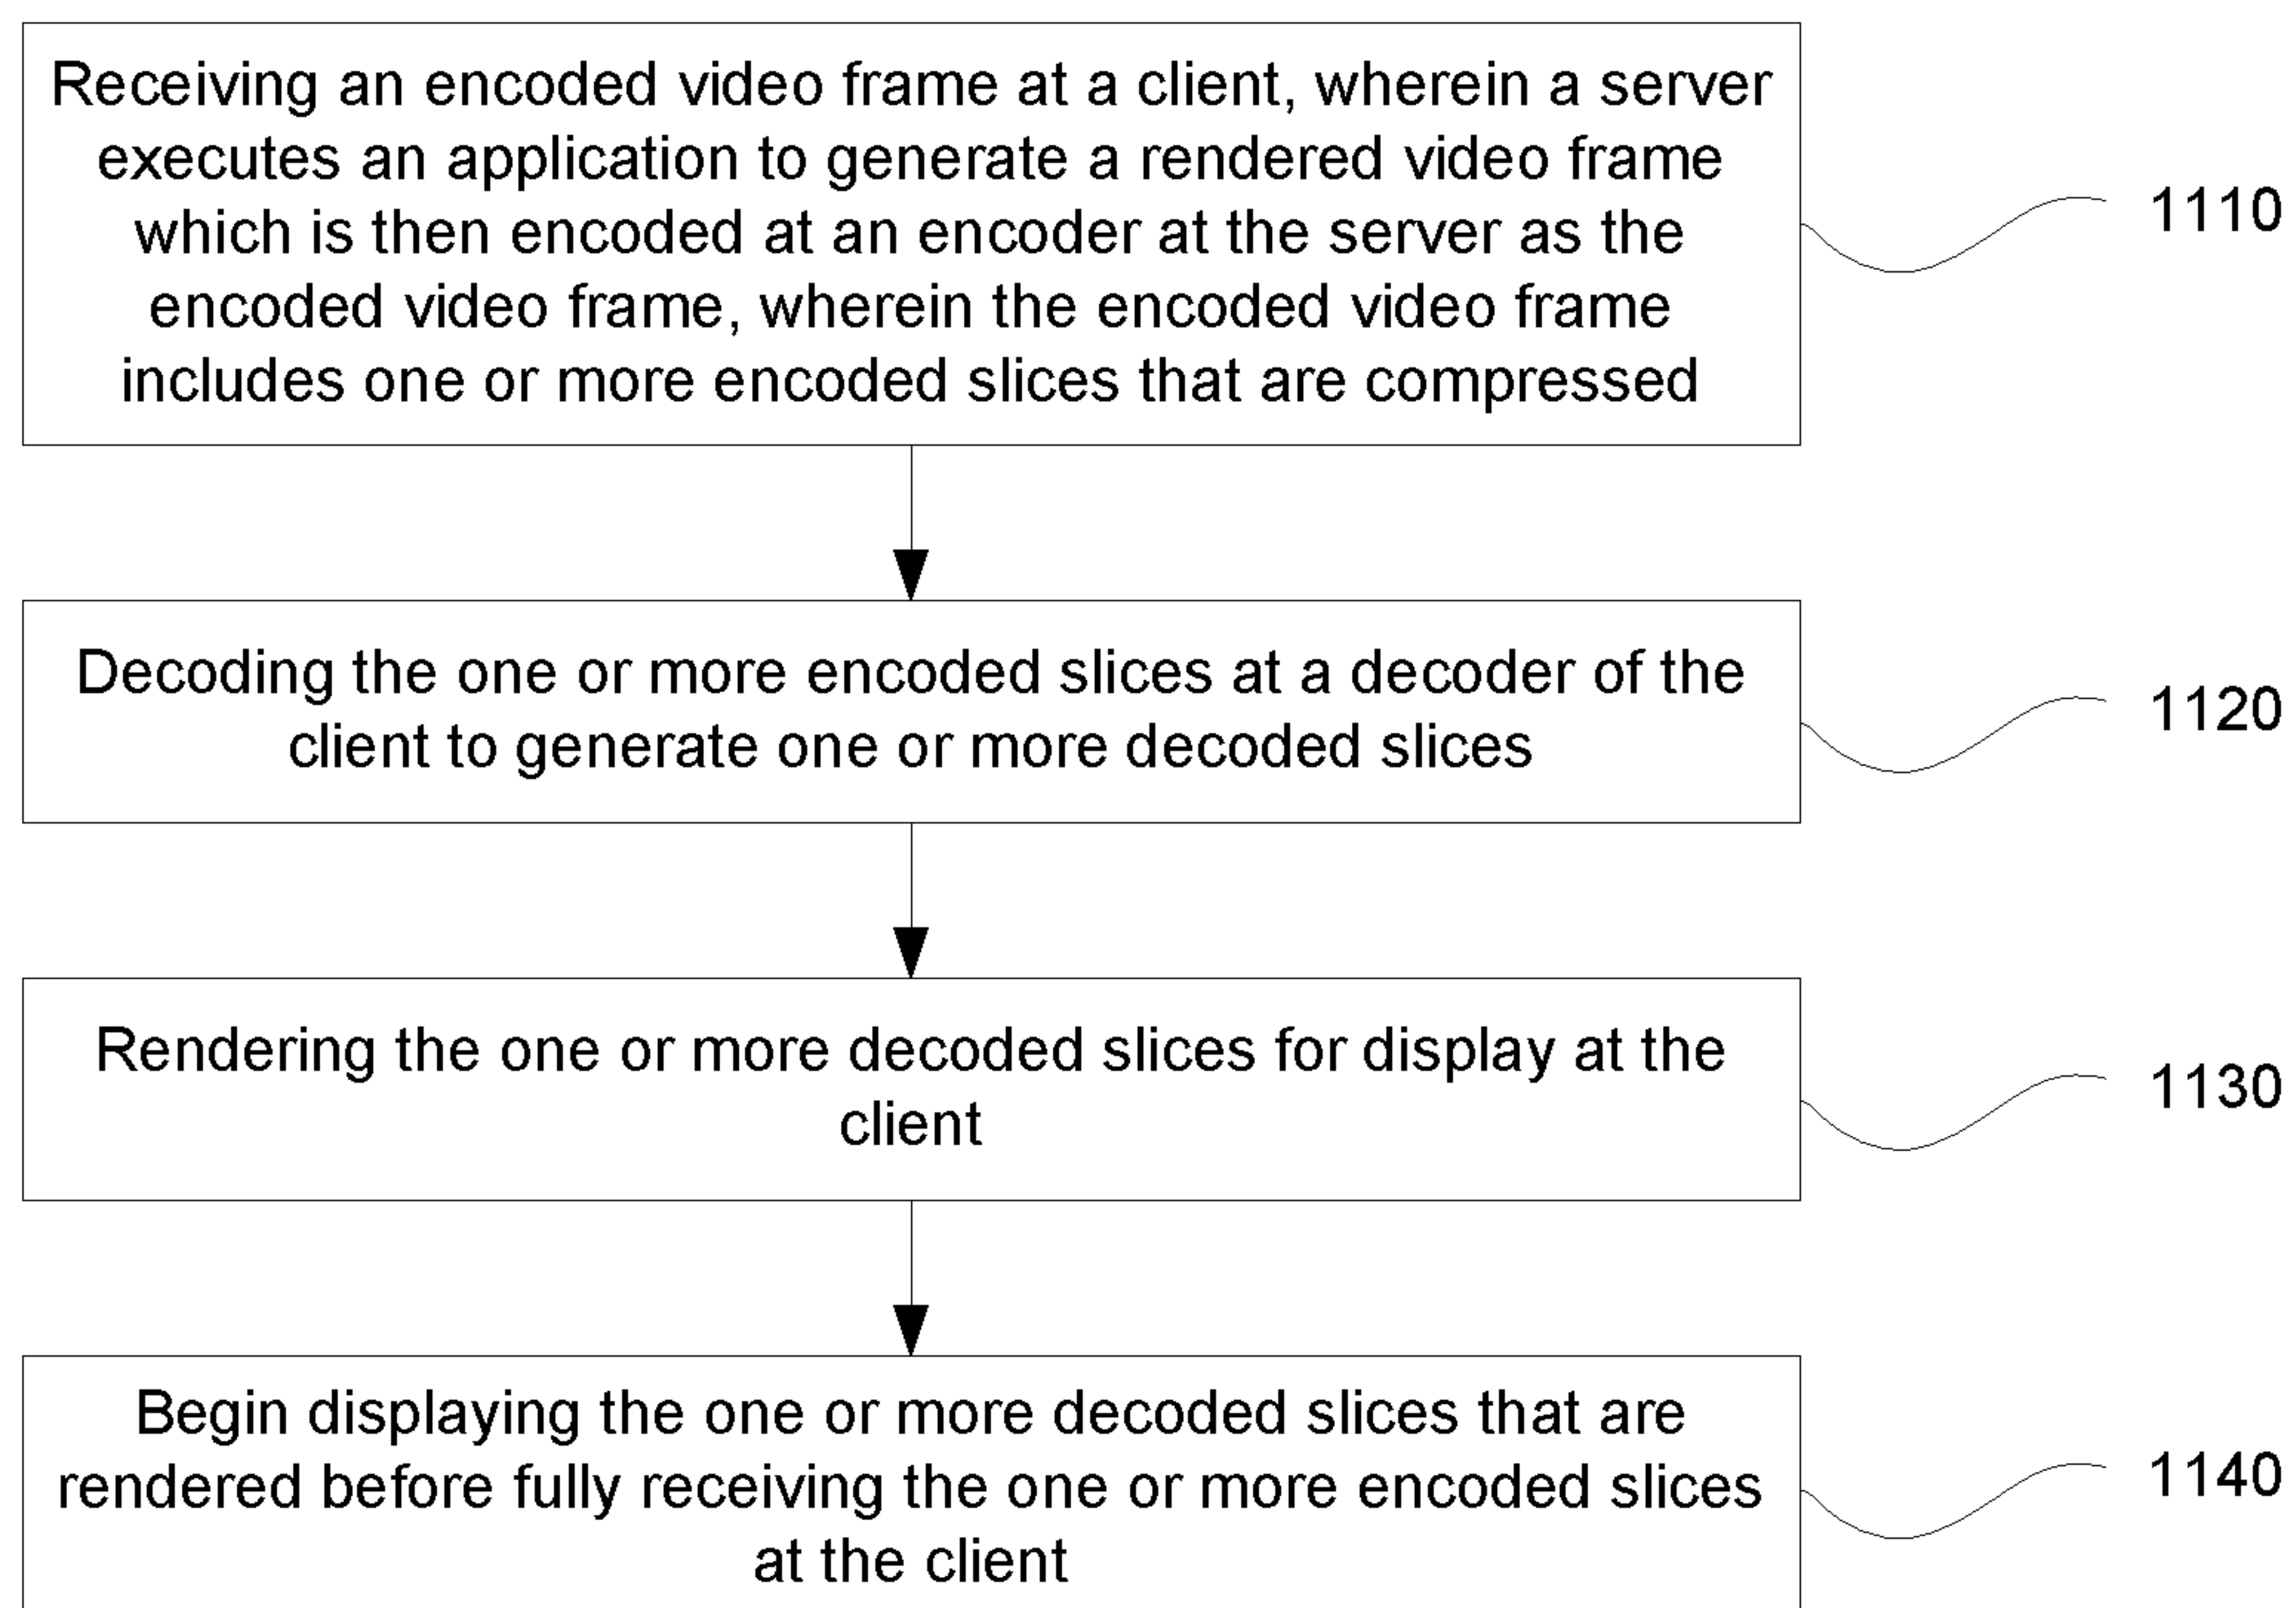 Receiving an encoded video frame at a client, wherein a server
executes an application to generate a rendered video frame
which is then encoded at an encoder at the server as the
encoded video frame, wherein the encoded video frame
includes one or more encoded slices that are compressed
1110
Decoding the one or more encoded slices at a decoder of the
client to generate one or more decoded slices
1120
Rendering the one or more decoded slices for display at the
client
1130
Begin displaying the one or more decoded slices that are
rendered before fully receiving the one or more encoded slices
at the client
1140